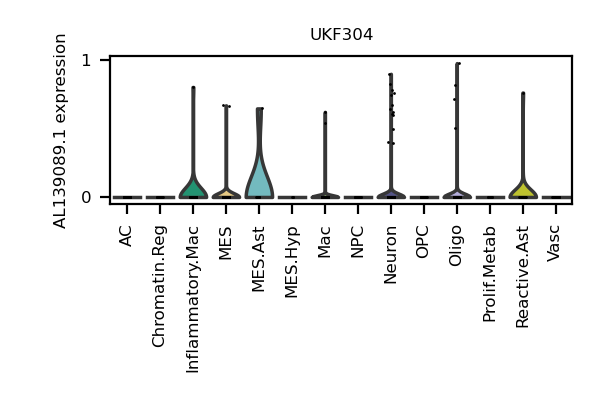 UKF304
AL139089.1 expression
1
0
AC
Chromatin.Reg
Inflammatory.Mac
MES
MES.Ast
MES.Hyp
Mac
NPC
Neuron
OPC
Oligo
Prolif.Metab
Reactive.Ast
Vasc